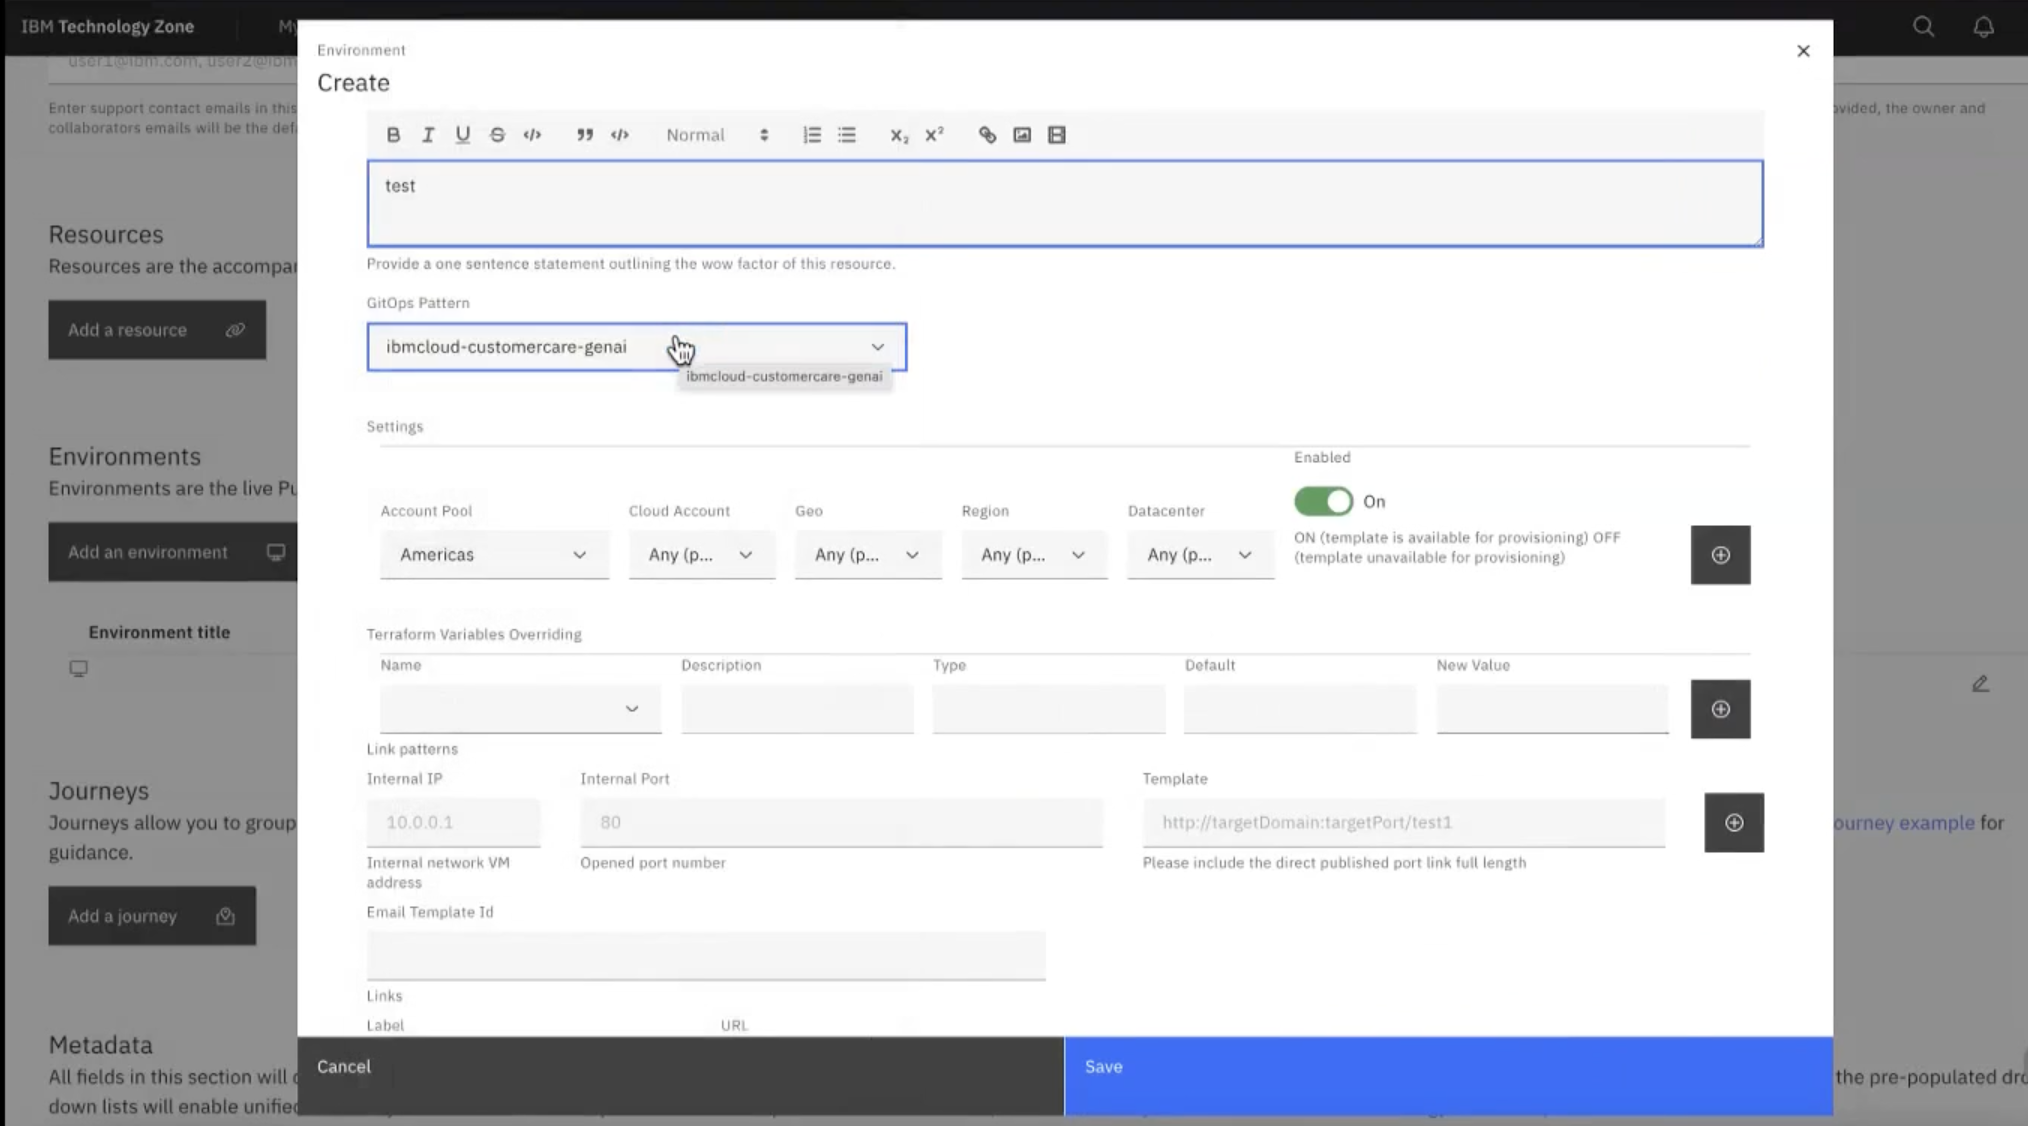 IBM Technology Zone
My
Environment
Create
user1@ibm.com, user2@ibm
Enter support contact emails in this
ovided, the owner and
collaborators emails will be the defa
Normal
test
Provide a one sentence statement outlining the wow factor of this resource.
Resources
Resources are the accompar
Add a resource
GitOps Pattern
ibmcloud-customercare-genai
ibmcloud-customercare-genai
Settings
Environments
Environments are the live Pu
Add an environment
Environment title
Account Pool
Cloud Account
Geo
Region
Datacenter
Enabled
Americas
Any (p...
Any (p...
Any (p...
Any (p...
On
ON (template is available for provisioning) OFF
(template unavailable for provisioning)
Terraform Variables Overriding
Name
Description
Type
Default
New Value
Link patterns
Internal IP
Internal Port
Template
10.0.0.1
80
http://targetDomain:targetPort/test1
Internal network VM
address
Opened port number
Please include the direct published port link full length
Journeys
Journeys allow you to group
ourney example for
guidance.
Add a journey
Email Template Id
Links
Label
URL
Metadata
All fields in this section will c
the pre-populated dro
down lists will enable unified
Cancel
Save